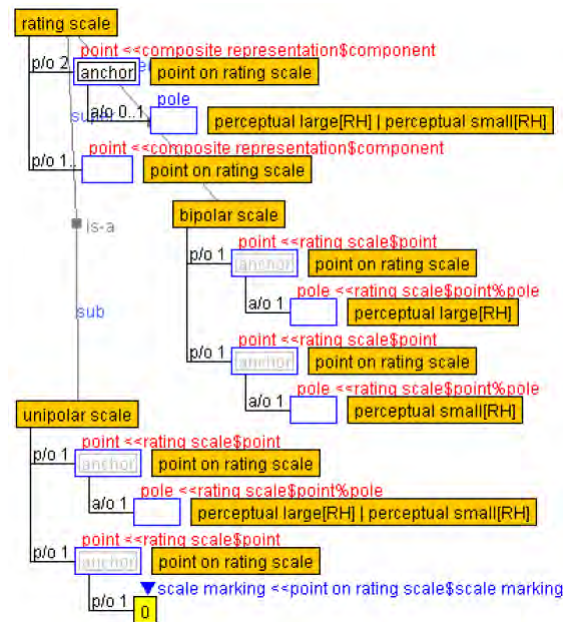 rating scale
point <<composite representation$component
p/o 2 anchor point on rating scale
pole
a/o 0..1
perceptual large[RH] | perceptual small[RH]
point <<composite representation$component
p/o 1.. point on rating scale
bipolar scale
is-a
point <<rating scale$point
p/o 1 anchor point on rating scale
pole <<rating scale$point%pole
a/o 1 perceptual large[RH]
sub
point <<rating scale$point
p/o 1 anchor point on rating scale
pole <<rating scale$point%pole
a/o 1 perceptual small[RH]
unipolar scale
point <<rating scale$point
p/o 1 anchor point on rating scale
pole <<rating scale$point%pole
a/o 1 perceptual large[RH] | perceptual small[RH]
point <<rating scale$point
p/o 1 anchor point on rating scale
scale marking <<point on rating scale$scale marking
p/o 1 0